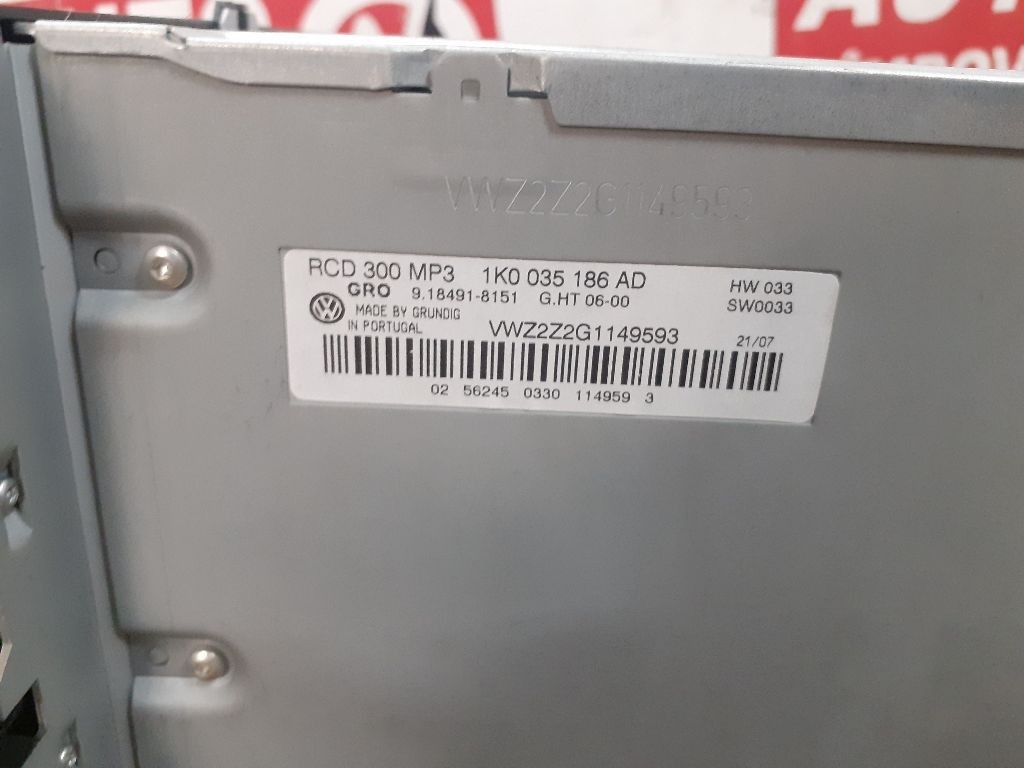 VWZ2Z2G1149593
RCD 300 MP3 1K0 035 186 AD HW 033
GRO 9.18491-8151 G.HT 06-00 SW0033
MADE BY GRUNDIG
IN PORTUGAL VWZ2Z2G1149593 21/07
02 56245 0330 114959 3